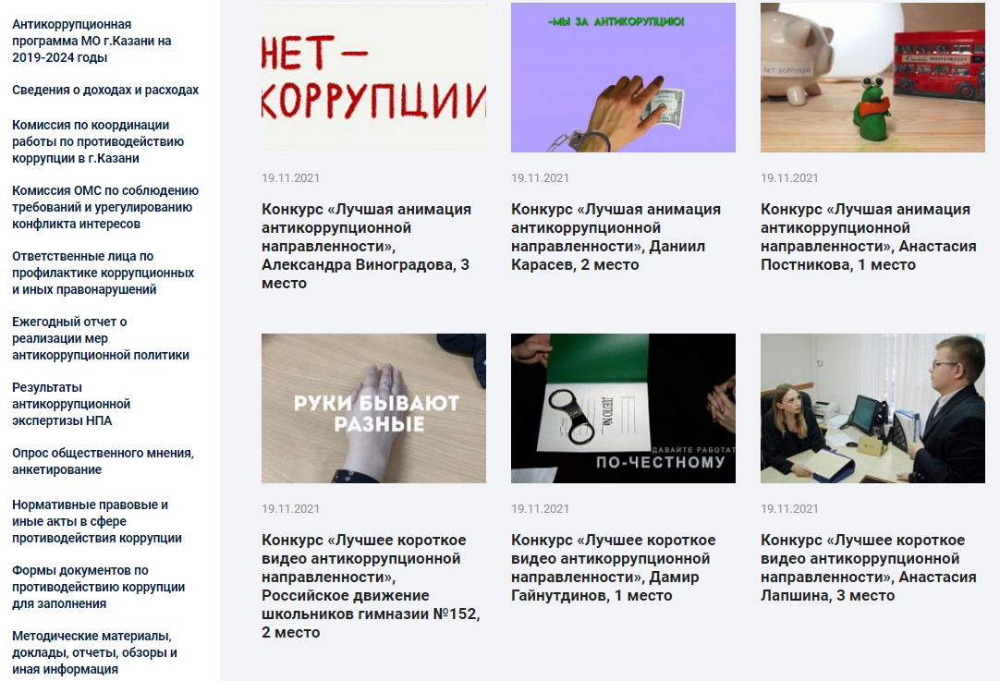 Антикоррупционная
программа МО г.Казани на
2019-2024 годы
Сведения о доходах и расходах
Комиссия по координации
работы по противодействию
коррупции в г.Казани
Комиссия ОМС по соблюдению
требований и урегулированию
конфликта интересов
Ответственные лица по
профилактике коррупционных
и иных правонарушений
Ежегодный отчет о
реализации мер
антикоррупционной политики
Результаты
антикоррупционной
экспертизы НПА
Опрос общественного мнения,
анкетирование
Нормативные правовые и
иные акты в сфере
противодействия коррупции
Формы документов по
противодействию коррупции
для заполнения
Методические материалы,
доклады, отчеты, обзоры и
иная информация
НЕТ —
КОРРУПЦИИ
19.11.2021
Конкурс «Лучшая анимация
антикоррупционной
направленности»,
Александра Виноградова, 3
место
-МЫ ЗА АНТИКОРУПЦИЮ!
19.11.2021
Конкурс «Лучшая анимация
антикоррупционной
направленности», Даниил
Карасев, 2 место
НЕТ КОРРУПЦИИ
19.11.2021
Конкурс «Лучшая анимация
антикоррупционной
направленности», Анастасия
Постникова, 1 место
РУКИ БЫВАЮТ
РАЗНЫЕ
19.11.2021
Конкурс «Лучшее короткое
видео антикоррупционной
направленности»,
Российское движение
школьников гимназии №152,
2 место
ДЕЛО №
ДАВАЙТЕ РАБОТАТ
ПО-ЧЕСТНОМУ
19.11.2021
Конкурс «Лучшее короткое
видео антикоррупционной
направленности», Дамир
Гайнутдинов, 1 место
19.11.2021
Конкурс «Лучшее короткое
видео антикоррупционной
направленности», Анастасия
Лапшина, 3 место